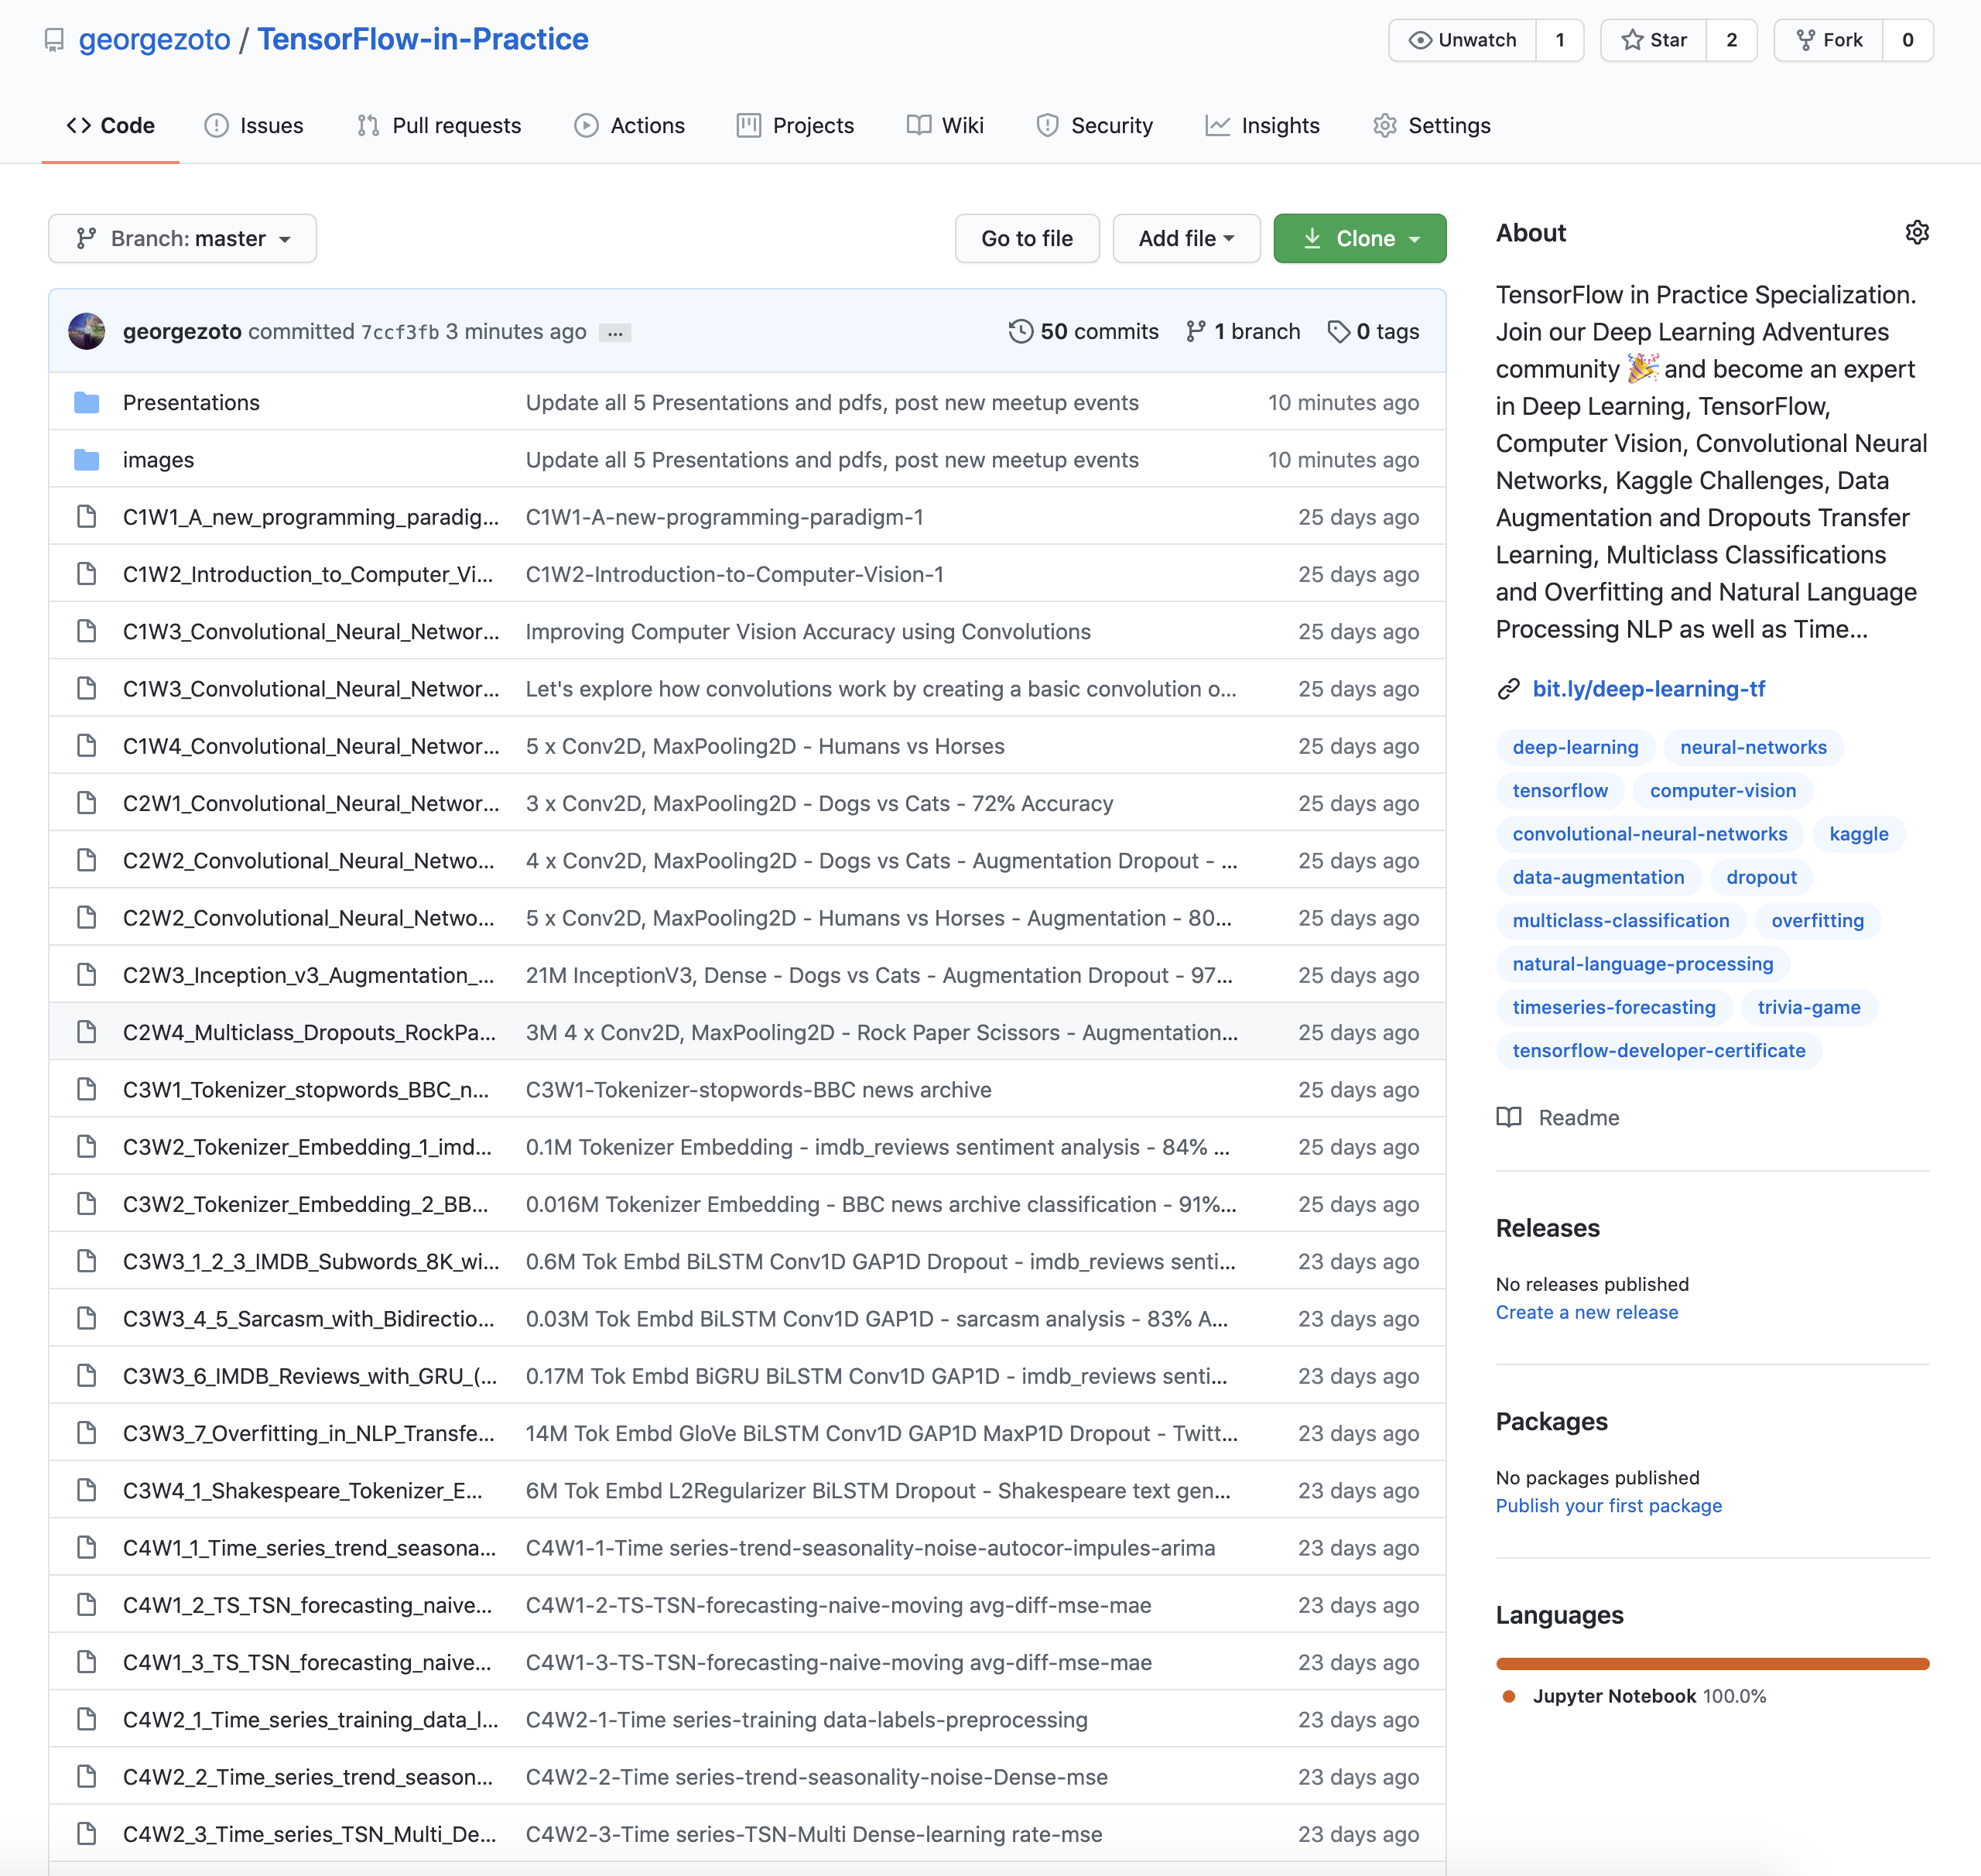 georgezoto / TensorFlow-in-Practice
Unwatch 1 Star 2 Fork 0
Code Issues Pull requests Actions Projects Wiki Security Insights Settings
Branch: master Go to file Add file Clone
georgezoto committed 7ccf3fb 3 minutes ago ... 50 commits 1 branch 0 tags
Presentations Update all 5 Presentations and pdfs, post new meetup events 10 minutes ago
images Update all 5 Presentations and pdfs, post new meetup events 10 minutes ago
C1W1_A_new_programming_paradig... C1W1-A-new-programming-paradigm-1 25 days ago
C1W2_Introduction_to_Computer_Vi... C1W2-Introduction-to-Computer-Vision-1 25 days ago
C1W3_Convolutional_Neural_Networ... Improving Computer Vision Accuracy using Convolutions 25 days ago
C1W3_Convolutional_Neural_Networ... Let's explore how convolutions work by creating a basic convolution o... 25 days ago
C1W4_Convolutional_Neural_Networ... 5 x Conv2D, MaxPooling2D - Humans vs Horses 25 days ago
C2W1_Convolutional_Neural_Networ... 3 x Conv2D, MaxPooling2D - Dogs vs Cats - 72% Accuracy 25 days ago
C2W2_Convolutional_Neural_Netwo... 4 x Conv2D, MaxPooling2D - Dogs vs Cats - Augmentation Dropout - ... 25 days ago
C2W2_Convolutional_Neural_Netwo... 5 x Conv2D, MaxPooling2D - Humans vs Horses - Augmentation - 80... 25 days ago
C2W3_Inception_v3_Augmentation_... 21M InceptionV3, Dense - Dogs vs Cats - Augmentation Dropout - 97... 25 days ago
C2W4_Multiclass_Dropouts_RockPa... 3M 4 x Conv2D, MaxPooling2D - Rock Paper Scissors - Augmentation... 25 days ago
C3W1_Tokenizer_stopwords_BBC_n... C3W1-Tokenizer-stopwords-BBC news archive 25 days ago
C3W2_Tokenizer_Embedding_1_imd... 0.1M Tokenizer Embedding - imdb_reviews sentiment analysis - 84% ... 25 days ago
C3W2_Tokenizer_Embedding_2_BB... 0.016M Tokenizer Embedding - BBC news archive classification - 91%... 25 days ago
C3W3_1_2_3_IMDB_Subwords_8K_wi... 0.6M Tok Embd BiLSTM Conv1D GAP1D Dropout - imdb_reviews senti... 23 days ago
C3W3_4_5_Sarcasm_with_Bidirectio... 0.03M Tok Embd BiLSTM Conv1D GAP1D - sarcasm analysis - 83% A... 23 days ago
C3W3_6_IMDB_Reviews_with_GRU_(... 0.17M Tok Embd BiGRU BiLSTM Conv1D GAP1D - imdb_reviews senti... 23 days ago
C3W3_7_Overfitting_in_NLP_Transfe... 14M Tok Embd GloVe BiLSTM Conv1D GAP1D MaxP1D Dropout - Twitt... 23 days ago
C3W4_1_Shakespeare_Tokenizer_E... 6M Tok Embd L2Regularizer BiLSTM Dropout - Shakespeare text gen... 23 days ago
C4W1_1_Time_series_trend_seasona... C4W1-1-Time series-trend-seasonality-noise-autocor-impules-arima 23 days ago
C4W1_2_TS_TSN_forecasting_naive... C4W1-2-TS-TSN-forecasting-naive-moving avg-diff-mse-mae 23 days ago
C4W1_3_TS_TSN_forecasting_naive... C4W1-3-TS-TSN-forecasting-naive-moving avg-diff-mse-mae 23 days ago
C4W2_1_Time_series_training_data_l... C4W2-1-Time series-training data-labels-preprocessing 23 days ago
C4W2_2_Time_series_trend_season... C4W2-2-Time series-trend-seasonality-noise-Dense-mse 23 days ago
C4W2_3_Time_series_TSN_Multi_De... C4W2-3-Time series-TSN-Multi Dense-learning rate-mse 23 days ago
About
TensorFlow in Practice Specialization.
Join our Deep Learning Adventures
community 🎉 and become an expert
in Deep Learning, TensorFlow,
Computer Vision, Convolutional Neural
Networks, Kaggle Challenges, Data
Augmentation and Dropouts Transfer
Learning, Multiclass Classifications
and Overfitting and Natural Language
Processing NLP as well as Time...
bit.ly/deep-learning-tf
deep-learning neural-networks
tensorflow computer-vision
convolutional-neural-networks kaggle
data-augmentation dropout
multiclass-classification overfitting
natural-language-processing
timeseries-forecasting trivia-game
tensorflow-developer-certificate
Readme
Releases
No releases published
Create a new release
Packages
No packages published
Publish your first package
Languages
Jupyter Notebook 100.0%